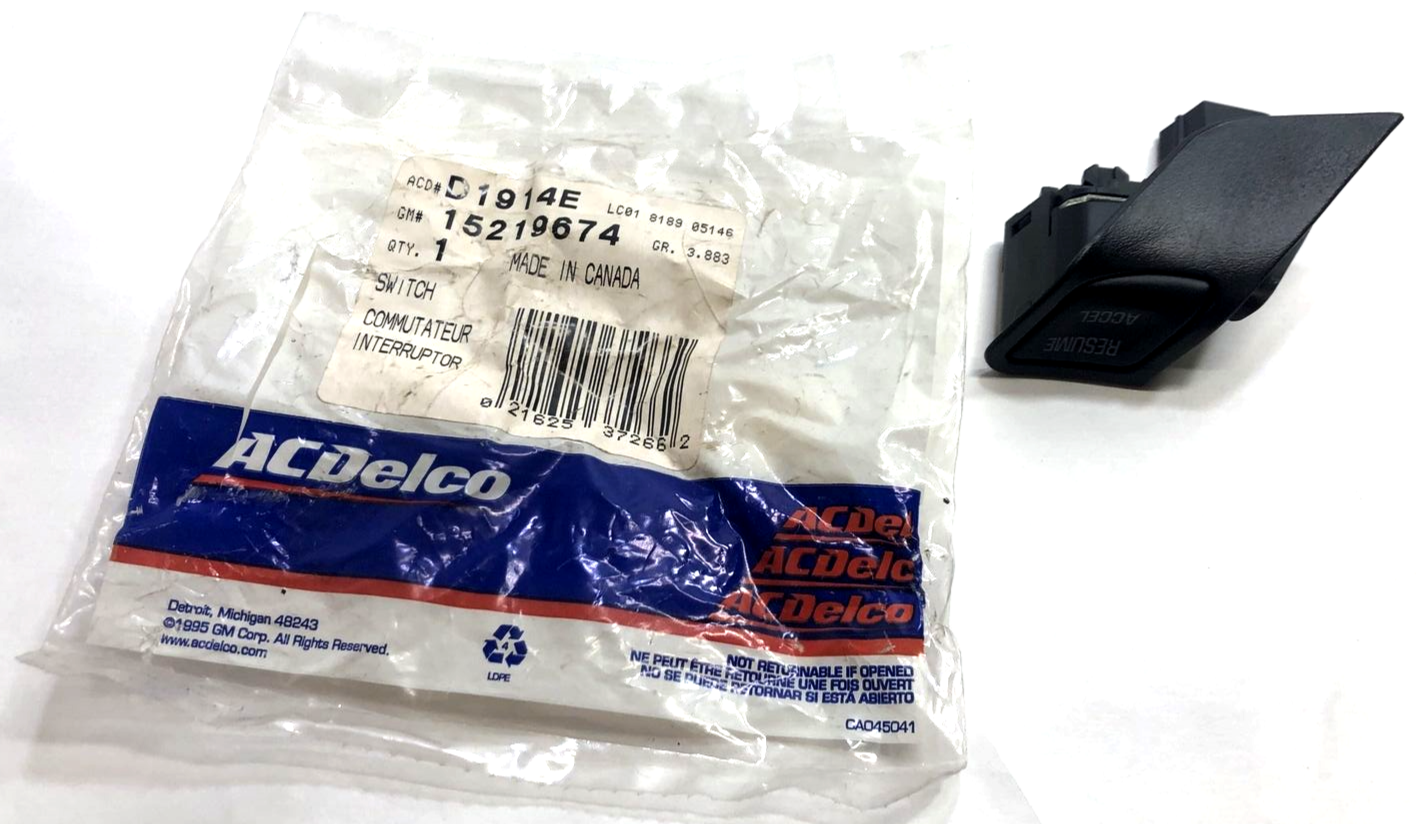 ACD# D1914E LC01 8189 05146
GM# 15219674 GR. 3.883
QTY. 1 MADE IN CANADA
SWITCH
COMMUTATEUR
INTERRUPTOR
0 21625 37266 2
ACDelco
ACDel
ACDelc
ACDelco
Detroit, Michigan 48243
©1995 GM Corp. All Rights Reserved.
www.acdelco.com
4
LDPE
NOT RETURNABLE IF OPENED
NE PEUT ÊTRE RETOURNÉ UNE FOIS OUVERT
NO SE PUEDE RETORNAR SI ESTÁ ABIERTO
CA045041
ACCEL
RESUME